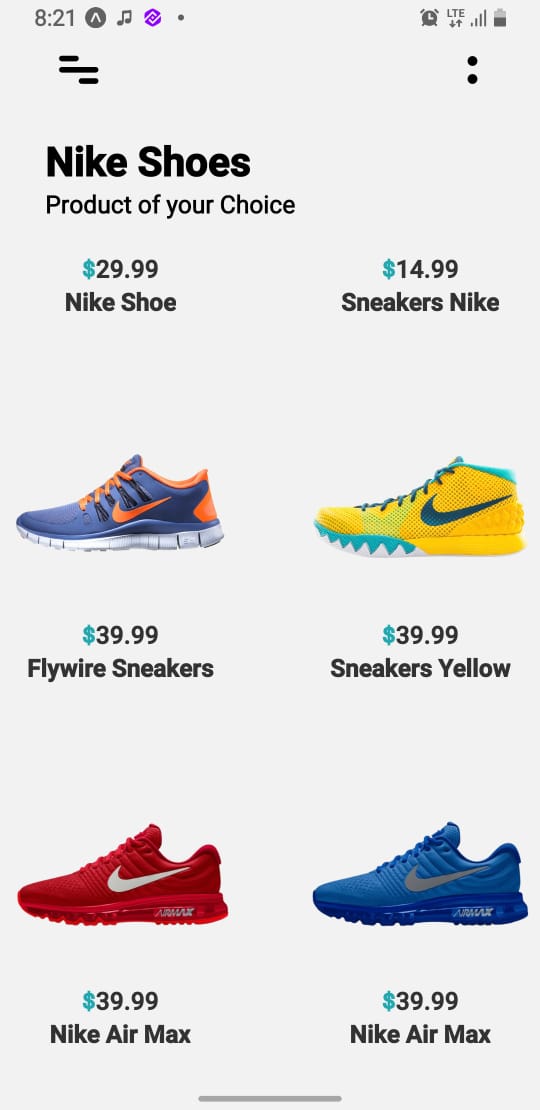 8:21
LTE
Nike Shoes
Product of your Choice
$29.99
Nike Shoe
$14.99
Sneakers Nike
$39.99
Flywire Sneakers
$39.99
Sneakers Yellow
AIRMAX
AIRMAX
$39.99
Nike Air Max
$39.99
Nike Air Max